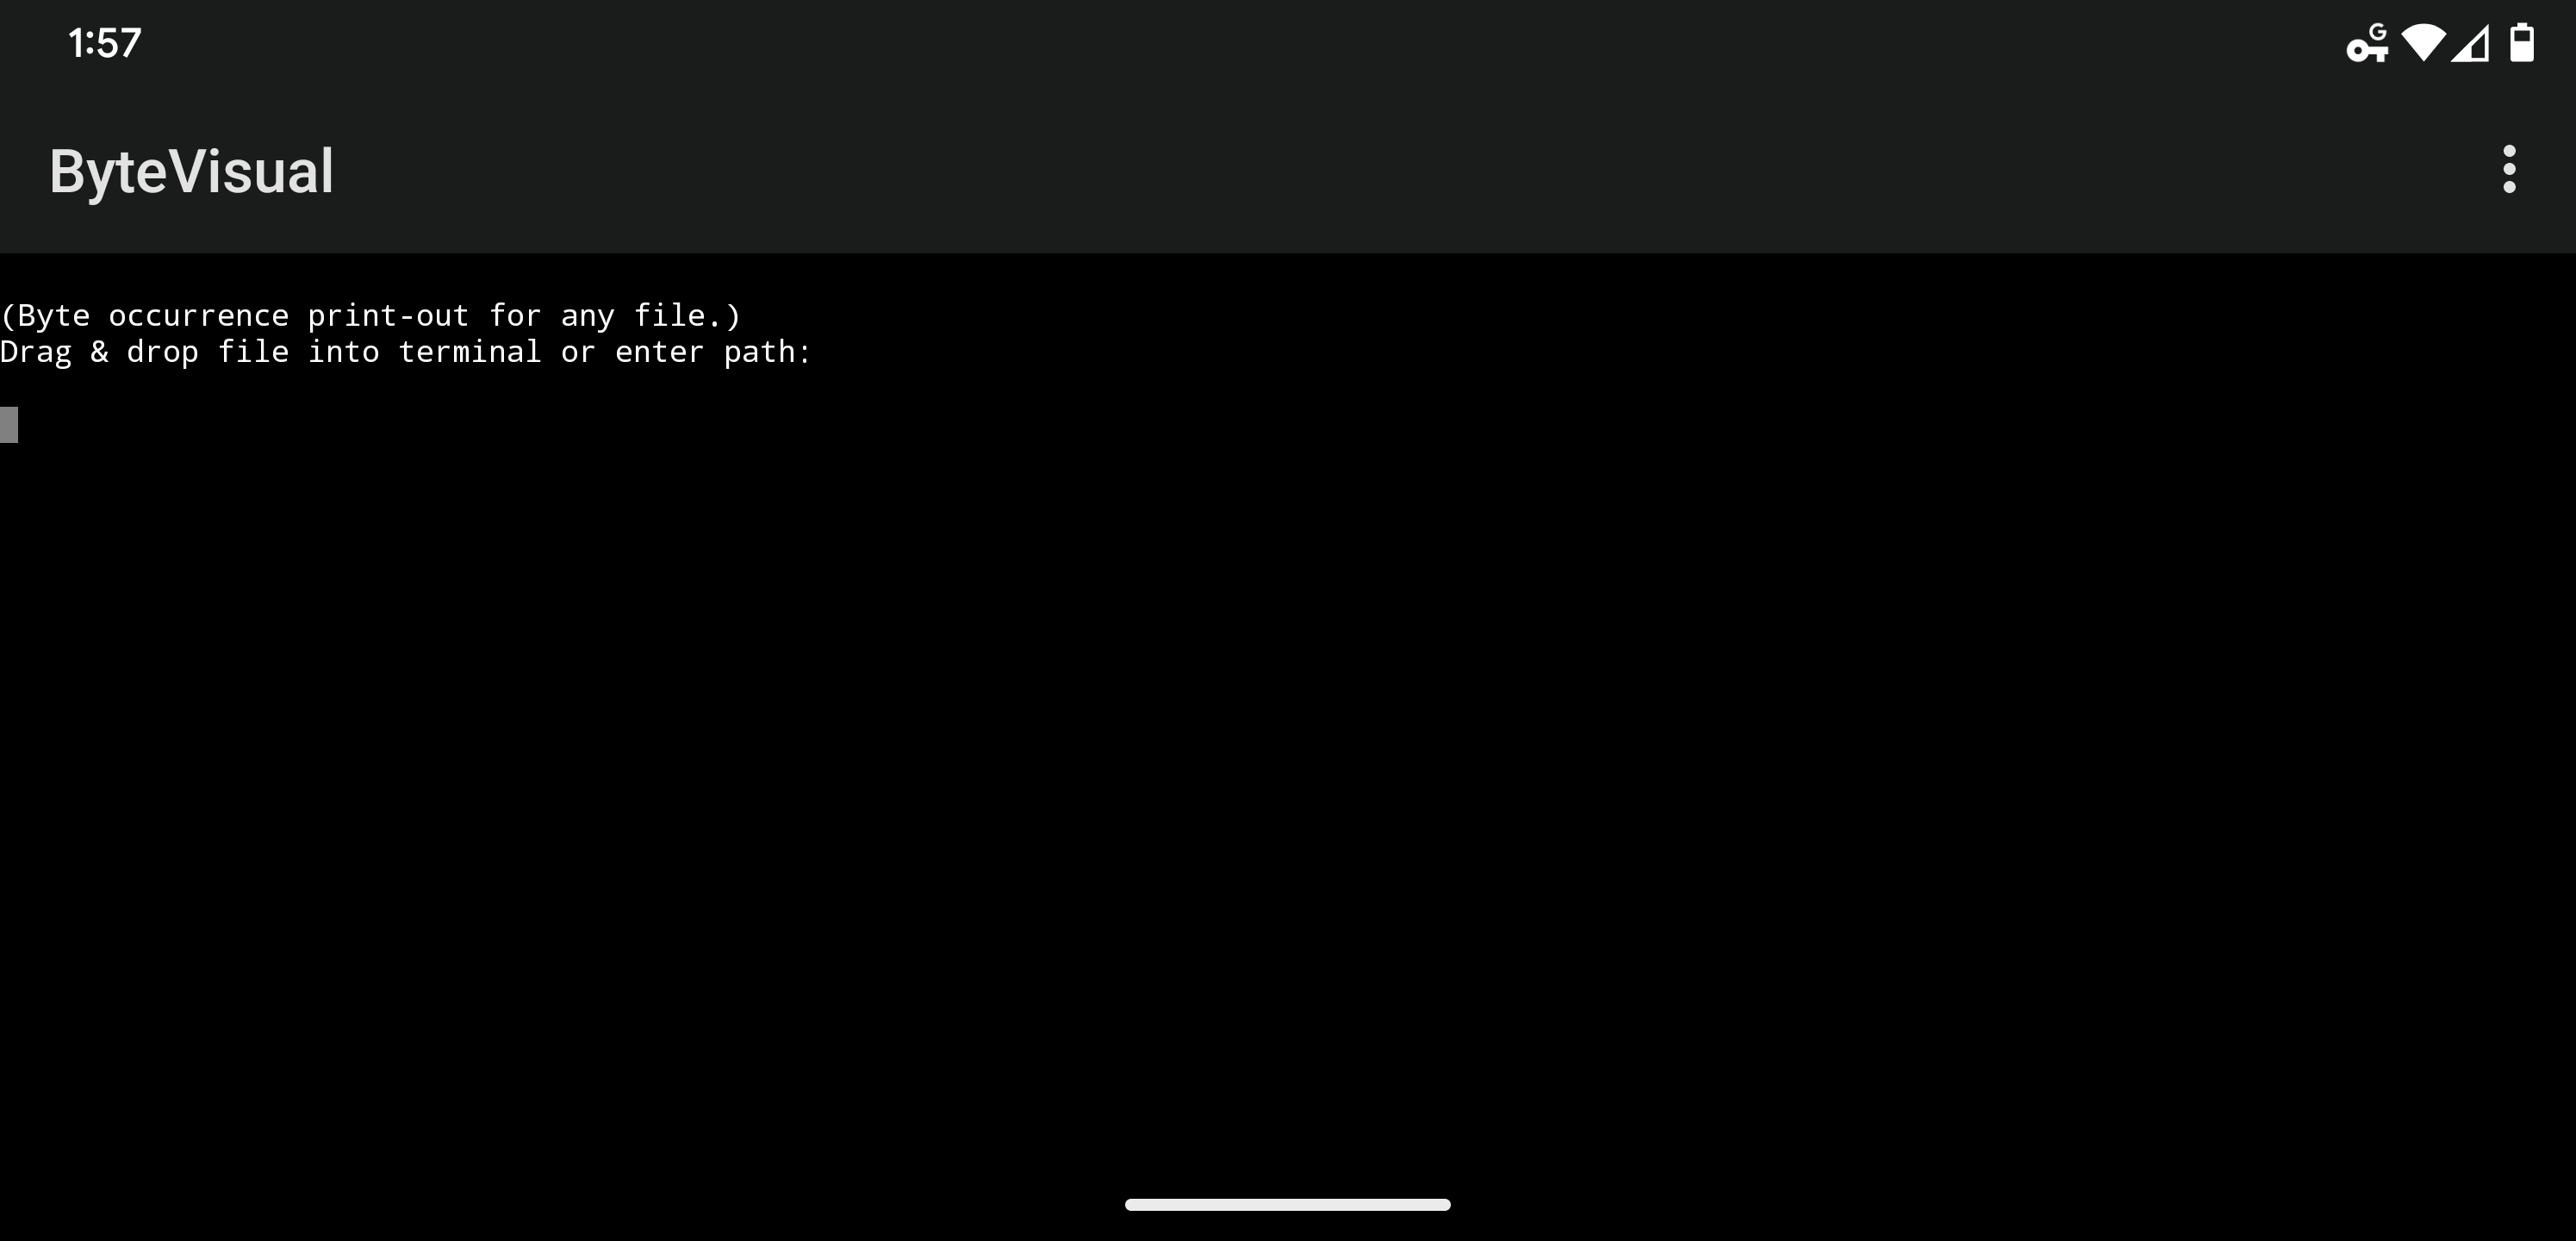 1:57
G
ByteVisual
(Byte occurrence print-out for any file.)
Drag & drop file into terminal or enter path: